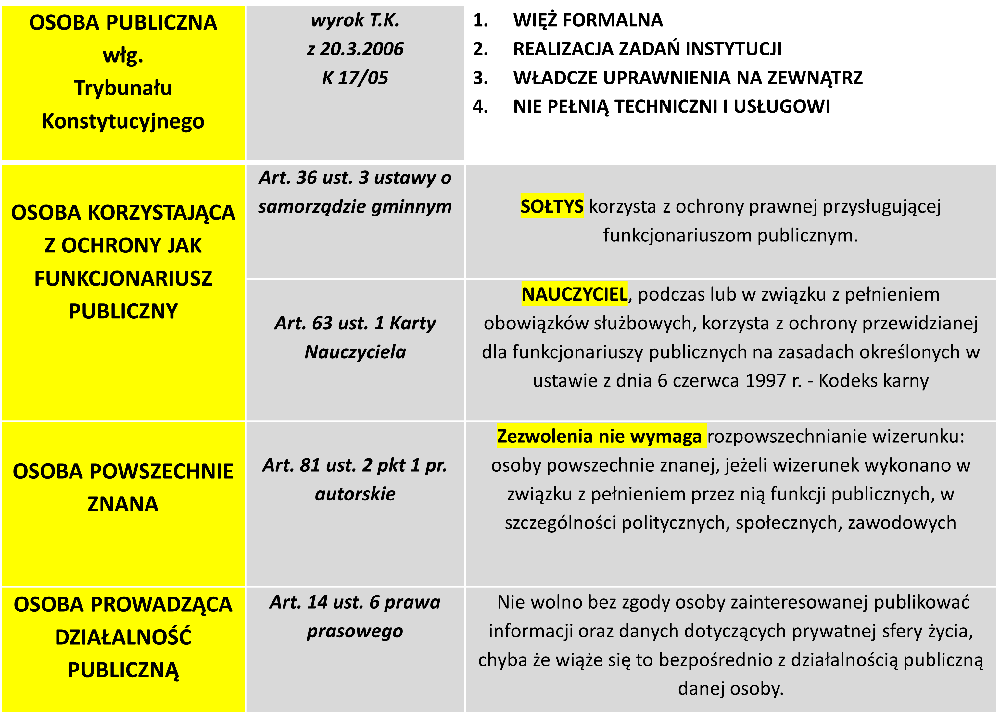 OSOBA PUBLICZNA
włg.
Trybunału
Konstytucyjnego
wyrok T.K.
z 20.3.2006
K 17/05
1. WIĘŻ FORMALNA
2. REALIZACJA ZADAŃ INSTYTUCJI
3. WŁADCZE UPRAWNIENIA NA ZEWNĄTRZ
4. NIE PEŁNIĄ TECHNICZNI I USŁUGOWI
OSOBA KORZYSTAJĄCA
Z OCHRONY JAK
FUNKCJONARIUSZ
PUBLICZNY
Art. 36 ust. 3 ustawy o
samorządzie gminnym
SOŁTYS korzysta z ochrony prawnej przysługującej
funkcjonariuszom publicznym.
Art. 63 ust. 1 Karty
Nauczyciela
NAUCZYCIEL, podczas lub w związku z pełnieniem
obowiązków służbowych, korzysta z ochrony przewidzianej
dla funkcjonariuszy publicznych na zasadach określonych w
ustawie z dnia 6 czerwca 1997 r. - Kodeks karny
OSOBA POWSZECHNIE
ZNANA
Art. 81 ust. 2 pkt 1 pr.
autorskie
Zezwolenia nie wymaga rozpowszechnianie wizerunku:
osoby powszechnie znanej, jeżeli wizerunek wykonano w
związku z pełnieniem przez nią funkcji publicznych, w
szczególności politycznych, społecznych, zawodowych
OSOBA PROWADZĄCA
DZIAŁALNOŚĆ
PUBLICZNĄ
Art. 14 ust. 6 prawa
prasowego
Nie wolno bez zgody osoby zainteresowanej publikować
informacji oraz danych dotyczących prywatnej sfery życia,
chyba że wiąże się to bezpośrednio z działalnością publiczną
danej osoby.